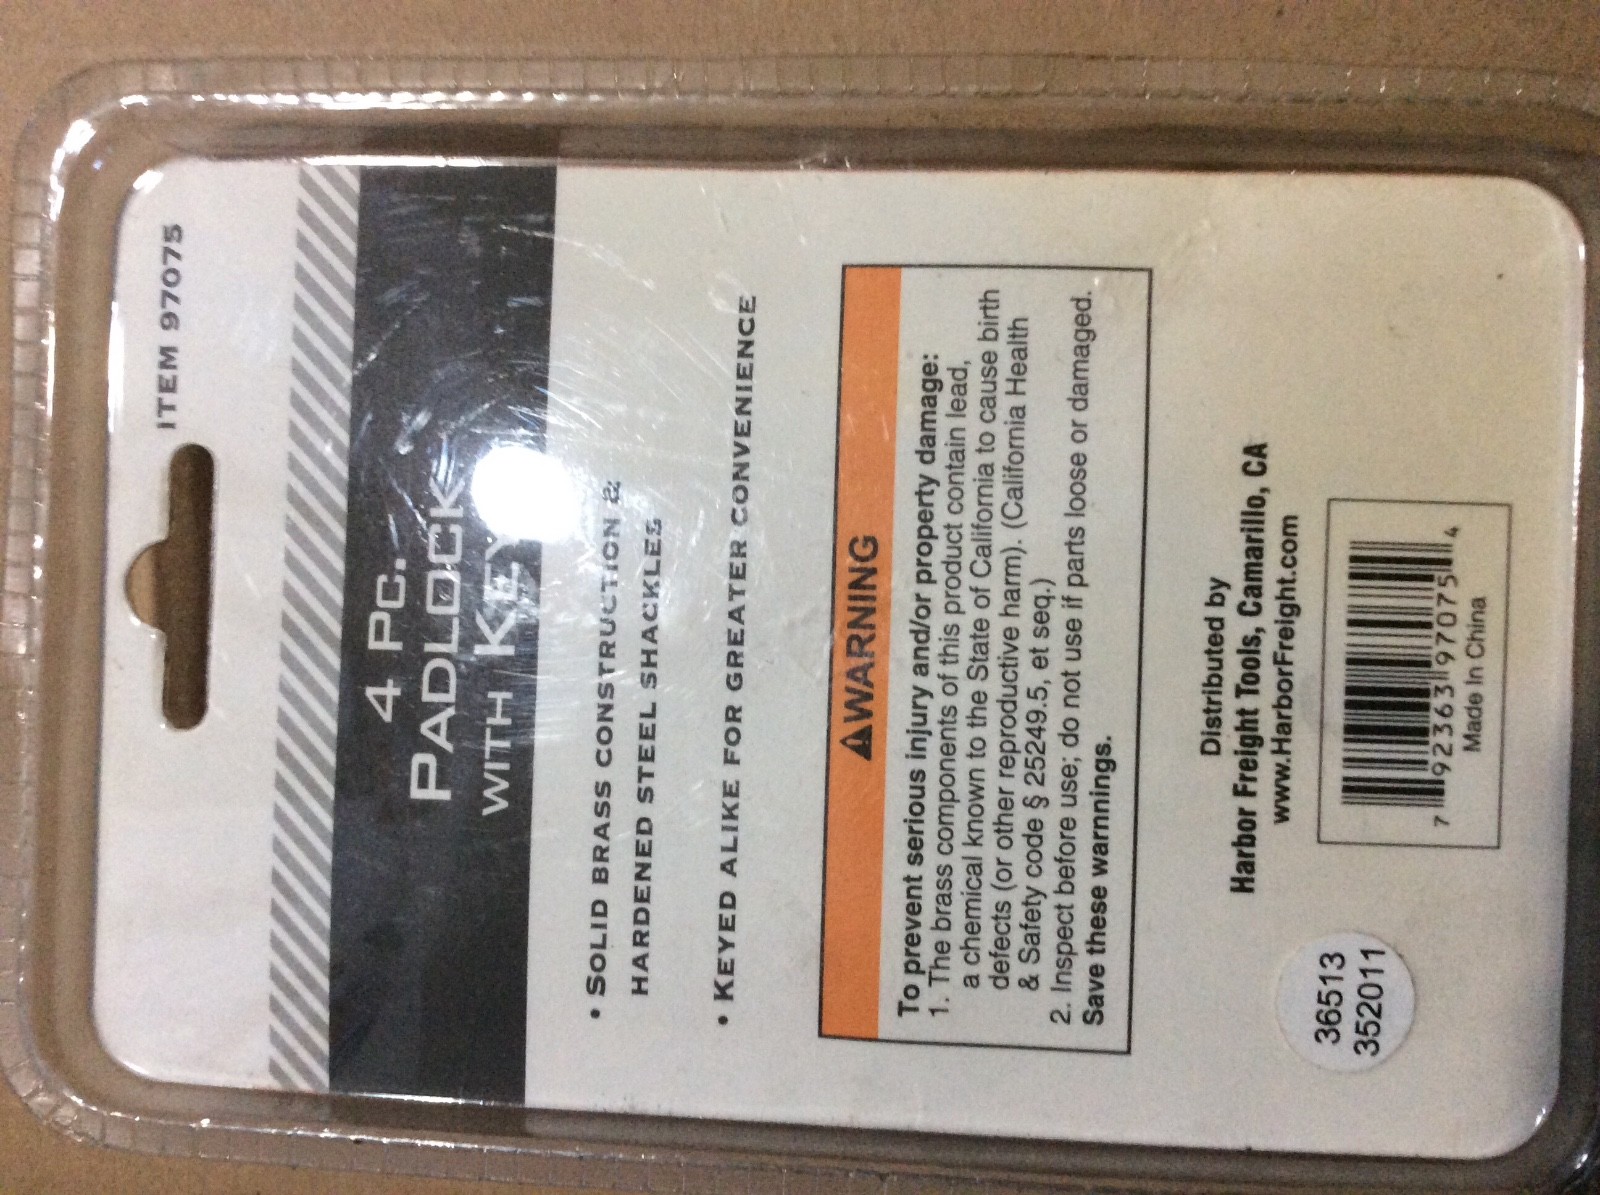 ITEM 97075
4 PC.
PADLOCK
WITH KEY
• SOLID BRASS CONSTRUCTION &
HARDENED STEEL SHACKLES
• KEYED ALIKE FOR GREATER CONVENIENCE
⚠WARNING
To prevent serious injury and/or property damage:
1. The brass components of this product contain lead,
a chemical known to the State of California to cause birth
defects (or other reproductive harm). (California Health
& Safety code § 25249.5, et seq.)
2. Inspect before use; do not use if parts loose or damaged.
Save these warnnings.
Distributed by
Harbor Freight Tools, Camarillo, CA
www.HarborFreight.com
7 92363 97075 4
Made In China
36513
352011